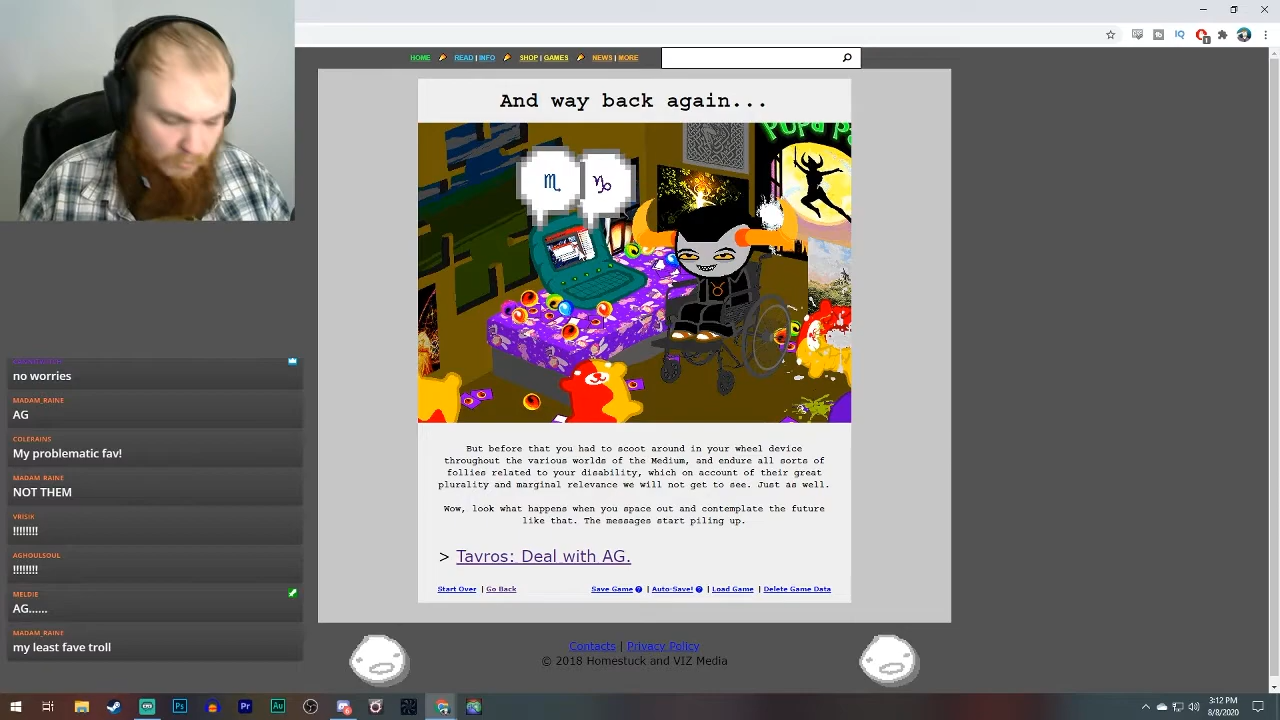 HOME READ | INFO SHOP | GAMES NEWS | MORE
And way back again...
But before that you had to scoot around in your wheel device
throughout the various worlds of the Medium, and endure all sorts of
follies related to your disability, which on account of their great
plurality and marginal relevance we will not get to see. Just as well.
Wow, look what happens when you space out and contemplate the future
like that. The messages start piling up.
> Tavros: Deal with AG.
Start Over | Go Back Save Game | Auto-Save! | Load Game | Delete Game Data
Contacts | Privacy Policy
© 2018 Homestuck and VIZ Media
no worries
MADAM_RAINE
AG
COLERAINS
My problematic fav!
MADAM_RAINE
NOT THEM
VRISIK
!!!!!!!!
AGHOULSOUL
!!!!!!!!
MELDIE
AG......
MADAM_RAINE
my least fave troll
3:12 PM
8/8/2020